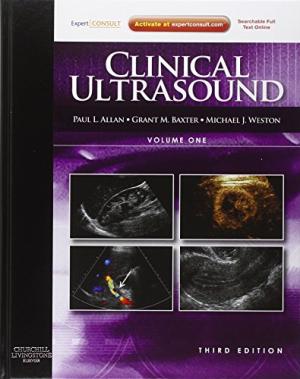 Expert CONSULT
Activate at expertconsult.com
Searchable Full
Text Online
CLINICAL
ULTRASOUND
PAUL L. ALLAN • GRANT M. BAXTER • MICHAEL J. WESTON
VOLUME ONE
THIRD EDITION
CHURCHILL
LIVINGSTONE
ELSEVIER